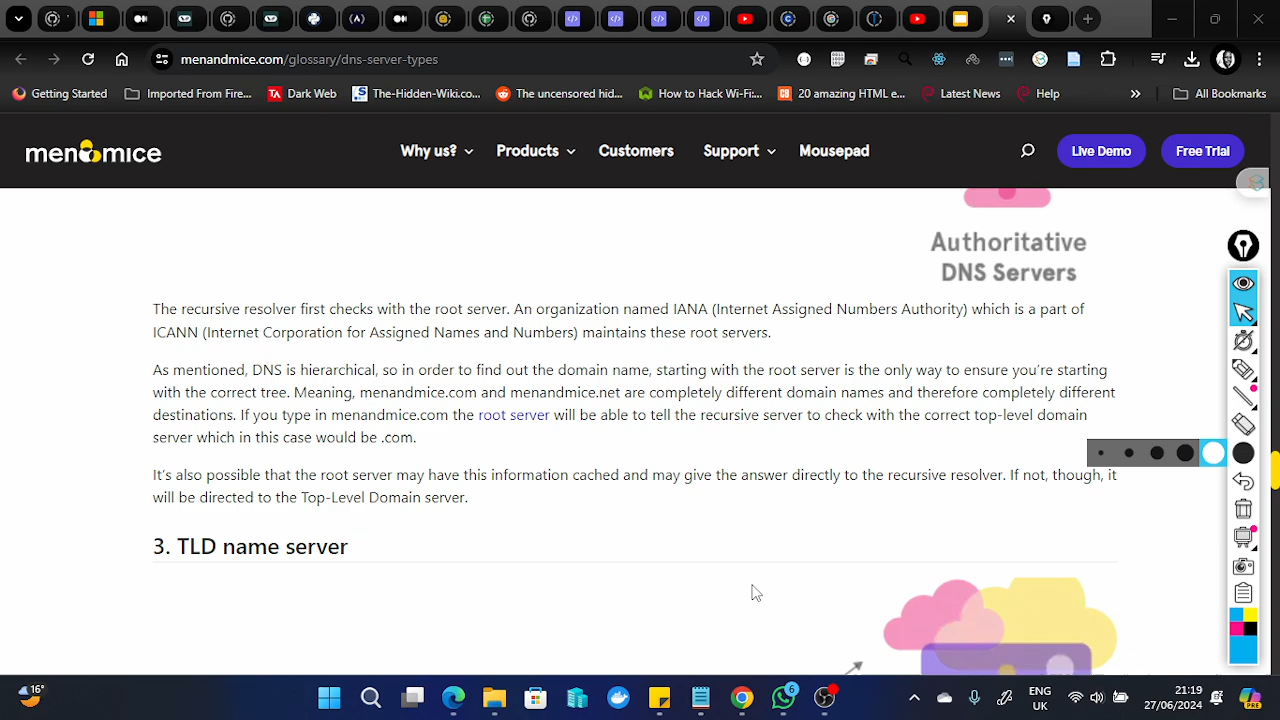 menandmice.com/glossary/dns-server-types
Getting Started
Imported From Fire...
Dark Web
The-Hidden-Wiki.co...
The uncensored hid...
How to Hack Wi-Fi:...
20 amazing HTML e...
Latest News
Help
All Bookmarks
men&mice
Why us?
Products
Customers
Support
Mousepad
Live Demo
Free Trial
Authoritative
DNS Servers
The recursive resolver first checks with the root server. An organization named IANA (Internet Assigned Numbers Authority) which is a part of
ICANN (Internet Corporation for Assigned Names and Numbers) maintains these root servers.
As mentioned, DNS is hierarchical, so in order to find out the domain name, starting with the root server is the only way to ensure you're starting
with the correct tree. Meaning, menandmice.com and menandmice.net are completely different domain names and therefore completely different
destinations. If you type in menandmice.com the root server will be able to tell the recursive server to check with the correct top-level domain
server which in this case would be .com.
It's also possible that the root server may have this information cached and may give the answer directly to the recursive resolver. If not, though, it
will be directed to the Top-Level Domain server.
3. TLD name server
16°
6
ENG
UK
21:19
27/06/2024
PRE